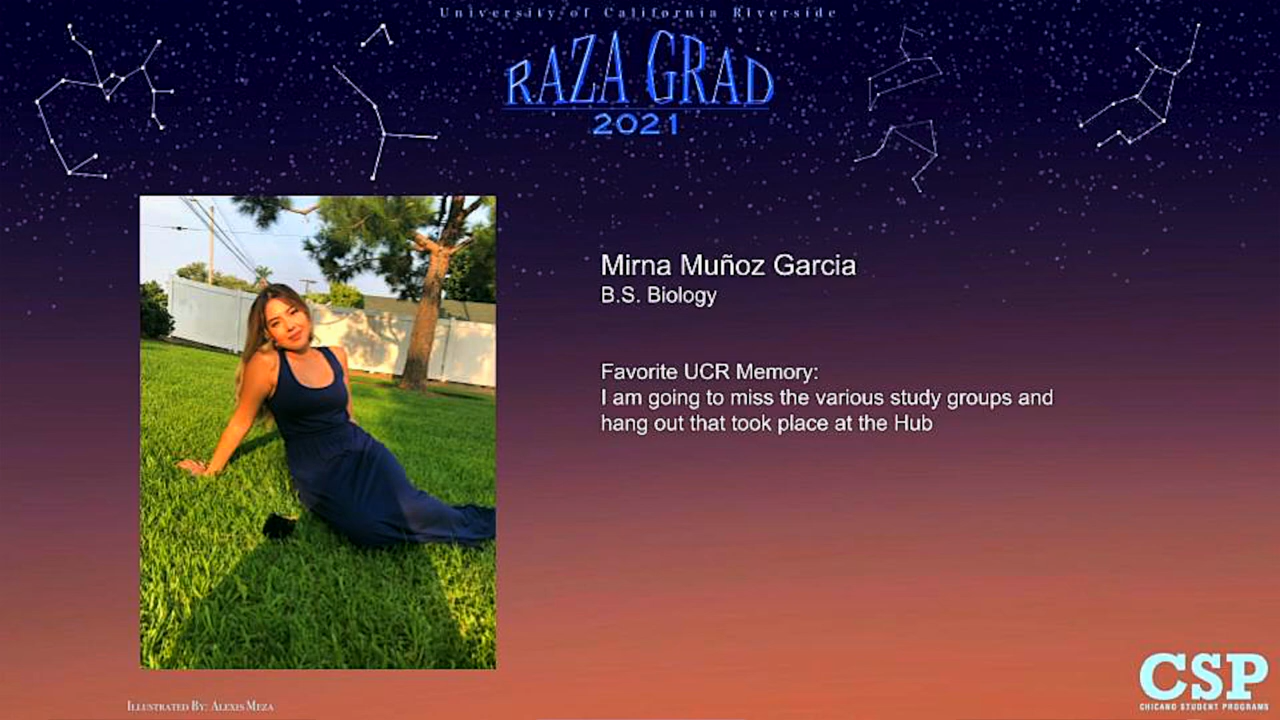 University of California Riverside
RAZA GRAD
2021
Mirna Muñoz Garcia
B.S. Biology
Favorite UCR Memory:
I am going to miss the various study groups and
hang out that took place at the Hub
Illustrated By: Alexis Meza
CSP
CHICANO STUDENT PROGRAMS